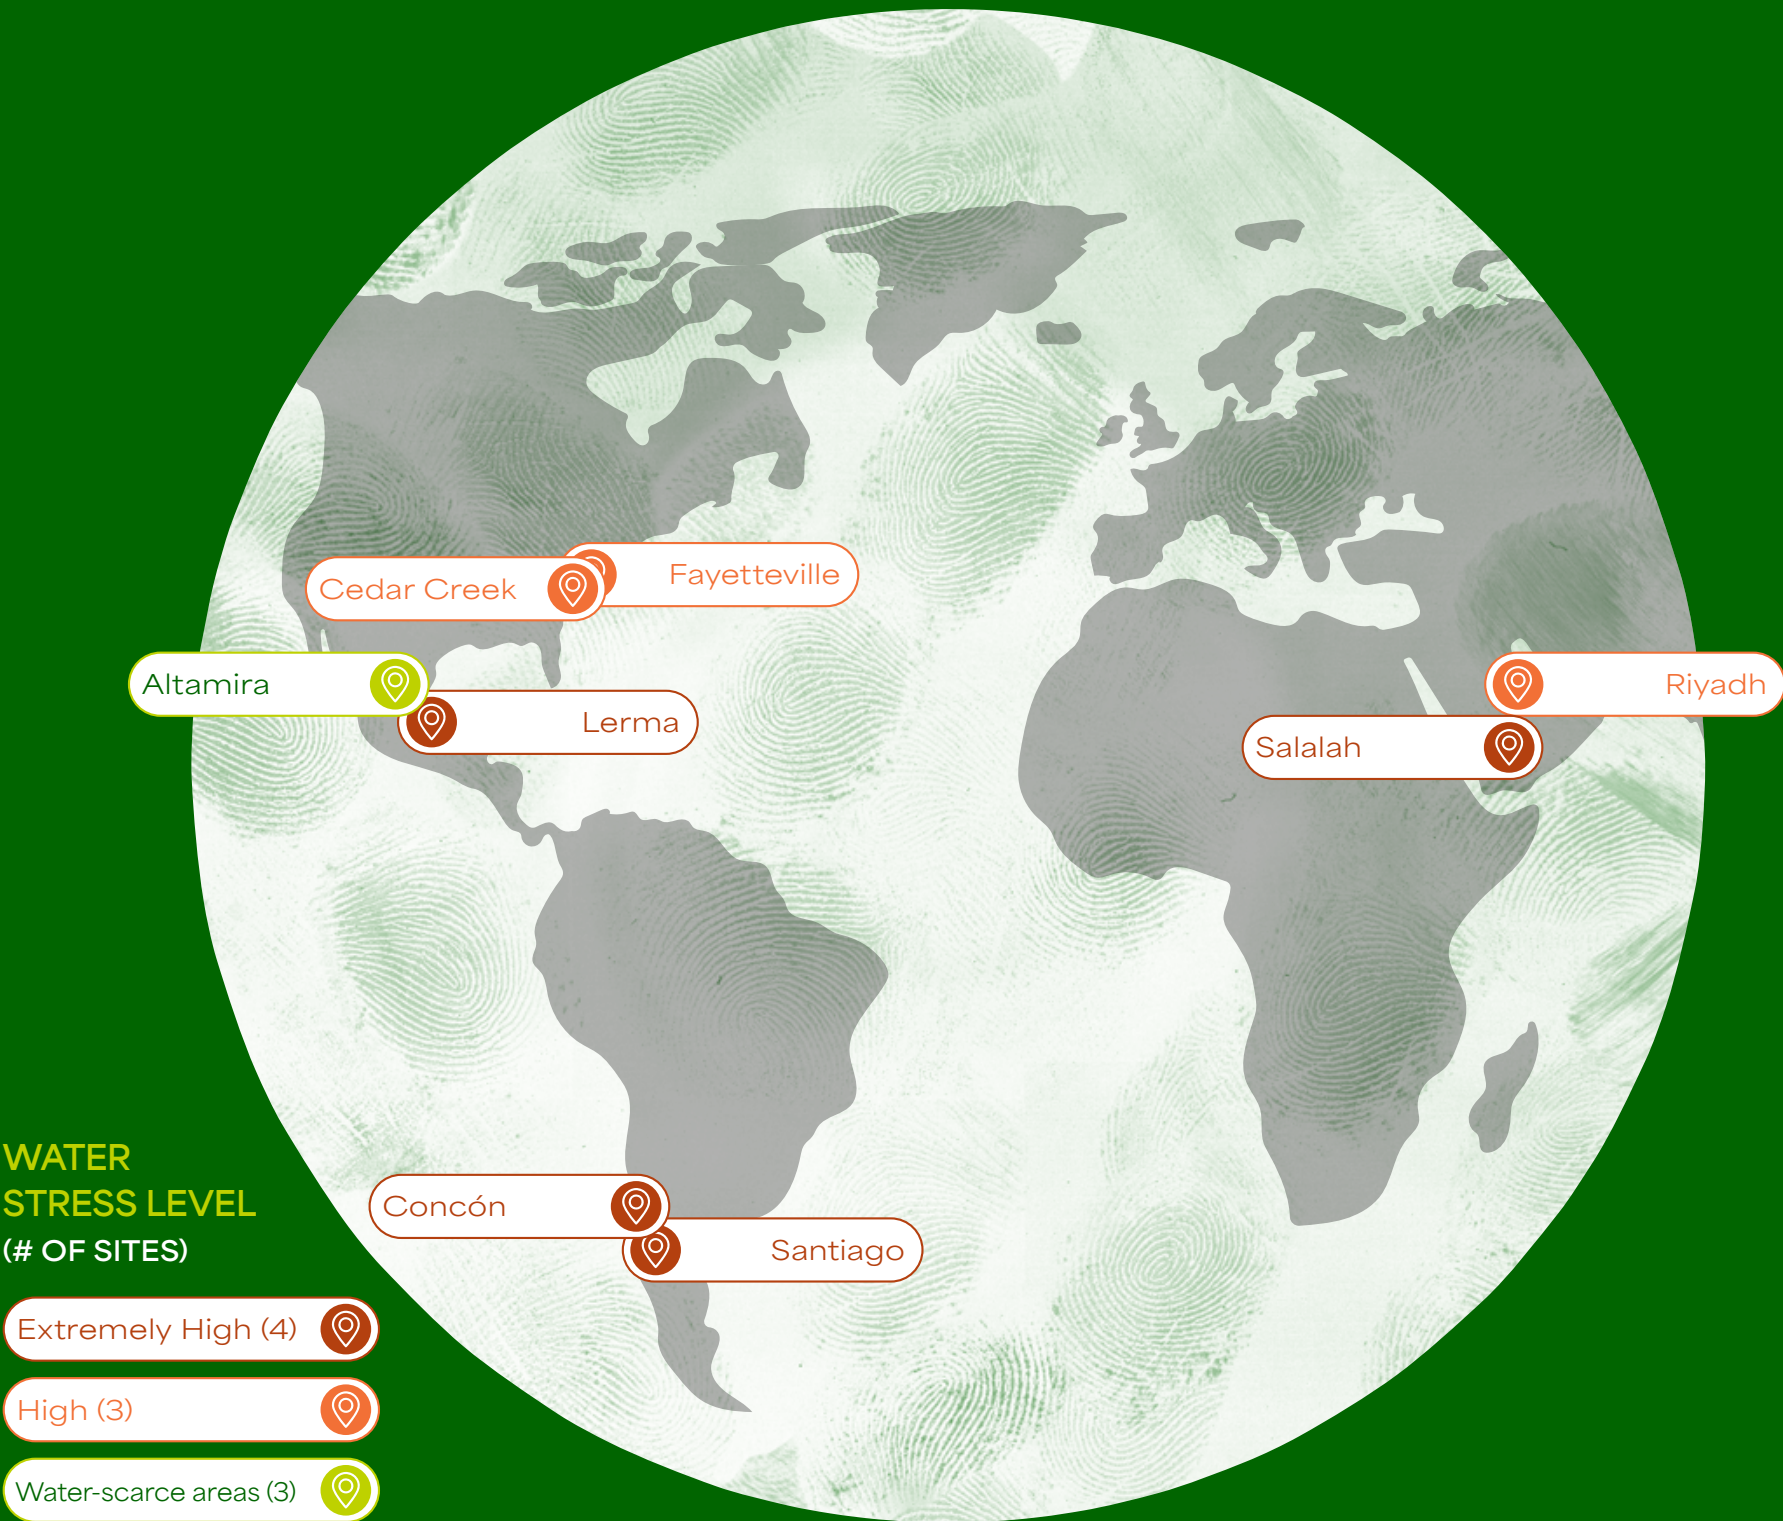 Fayetteville
Cedar Creek
Altamira
Riyadh
Lerma
Salalah
Concón
Santiago
WATER
STRESS LEVEL
(# OF SITES)
Extremely High (4)
High (3)
Water-scarce areas (3)